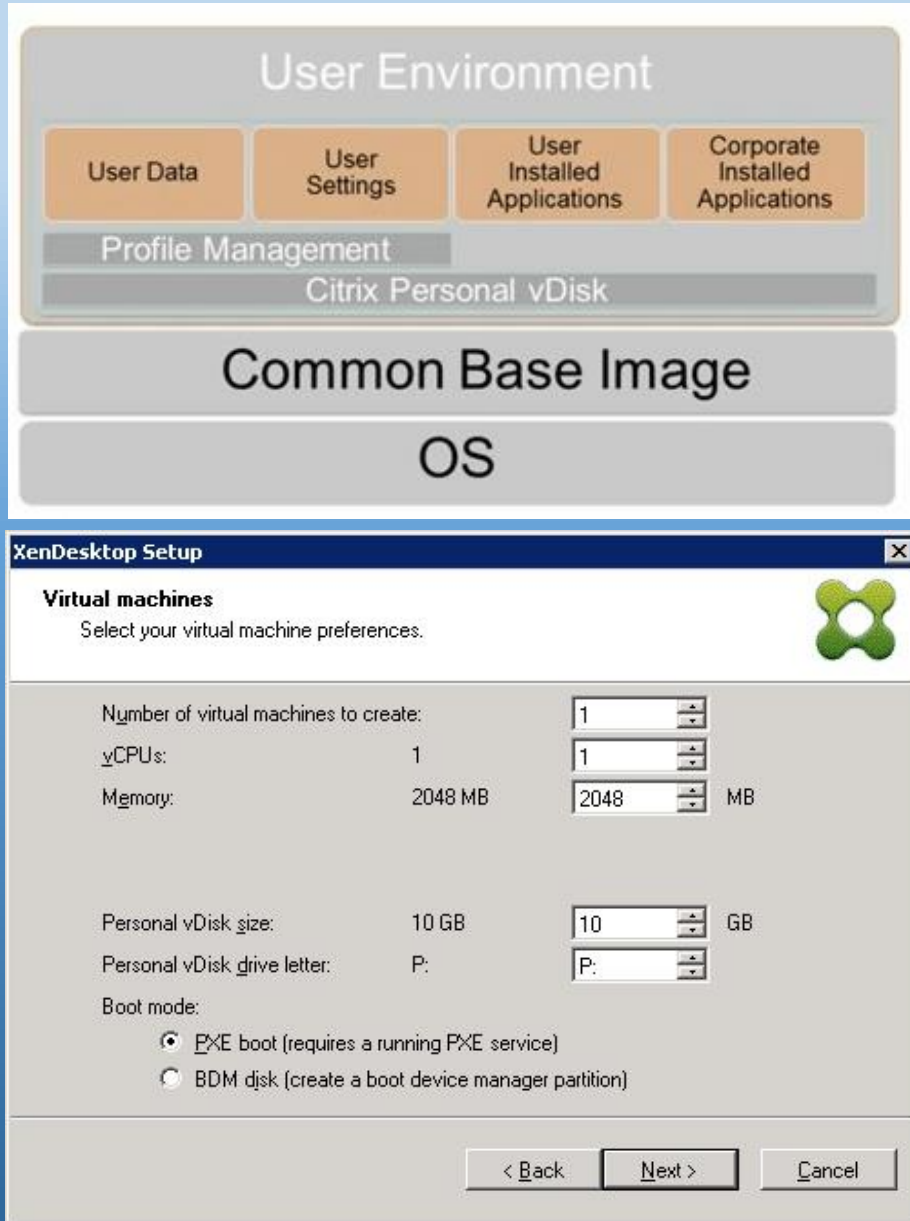 User Environment
User Data
User
Settings
User
Installed
Applications
Corporate
Installed
Applications
Profile Management
Citrix Personal vDisk
Common Base Image
OS
XenDesktop Setup
Virtual machines
Select your virtual machine preferences.
Number of virtual machines to create: 1
vCPUs: 1 1
Memory: 2048 MB 2048 MB
Personal vDisk size: 10 GB 10 GB
Personal vDisk drive letter: P: P:
Boot mode:
PXE boot (requires a running PXE service)
BDM disk (create a boot device manager partition)
< Back Next > Cancel